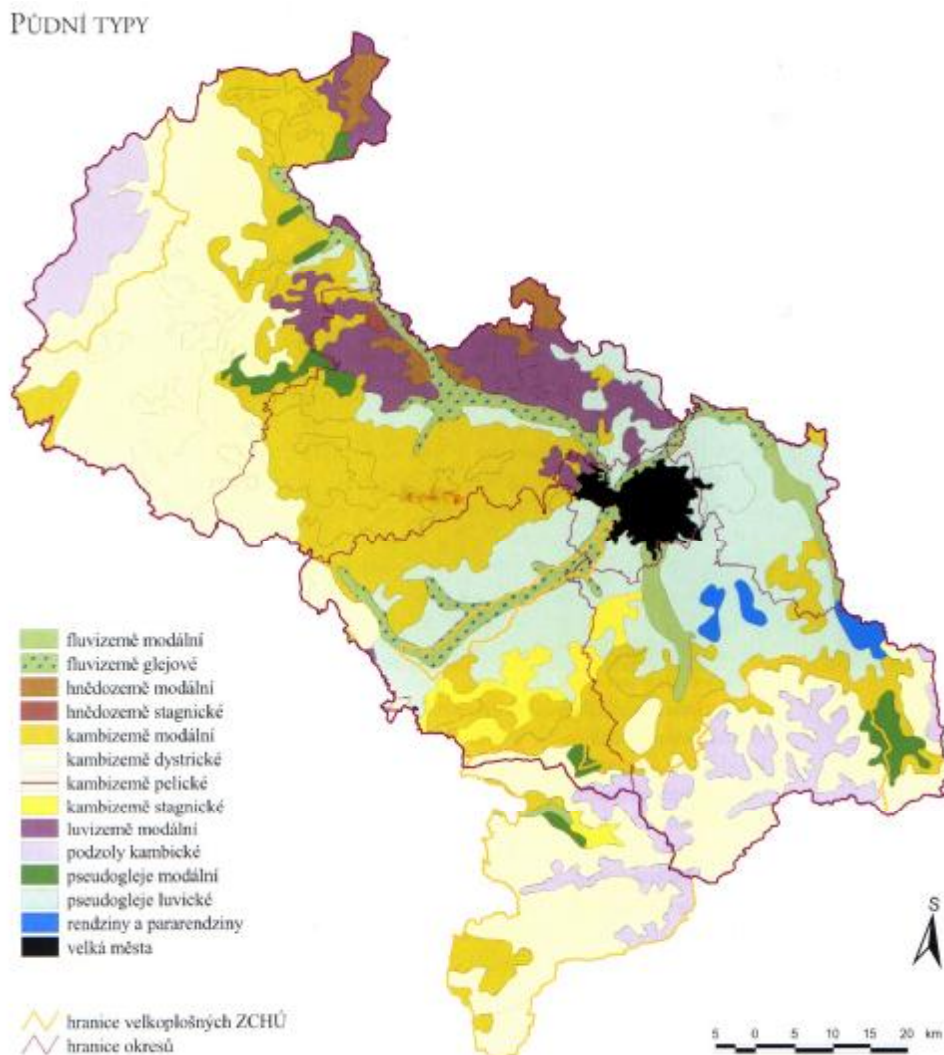 PŮDNÍ TYPY
fluvizemě modální
fluvizemě glejové
hnědozemě modální
hnědozemě stagnické
kambizemě modální
kambizemě dystrické
kambizemě pelické
kambizemě stagnické
luvizemě modální
podzoly kambické
pseudogleje modální
pseudogleje luvické
rendziny a pararendziny
velká města
hranice velkoplošných ZCHÚ
hranice okresů
S
5 0 5 10 15 20 km